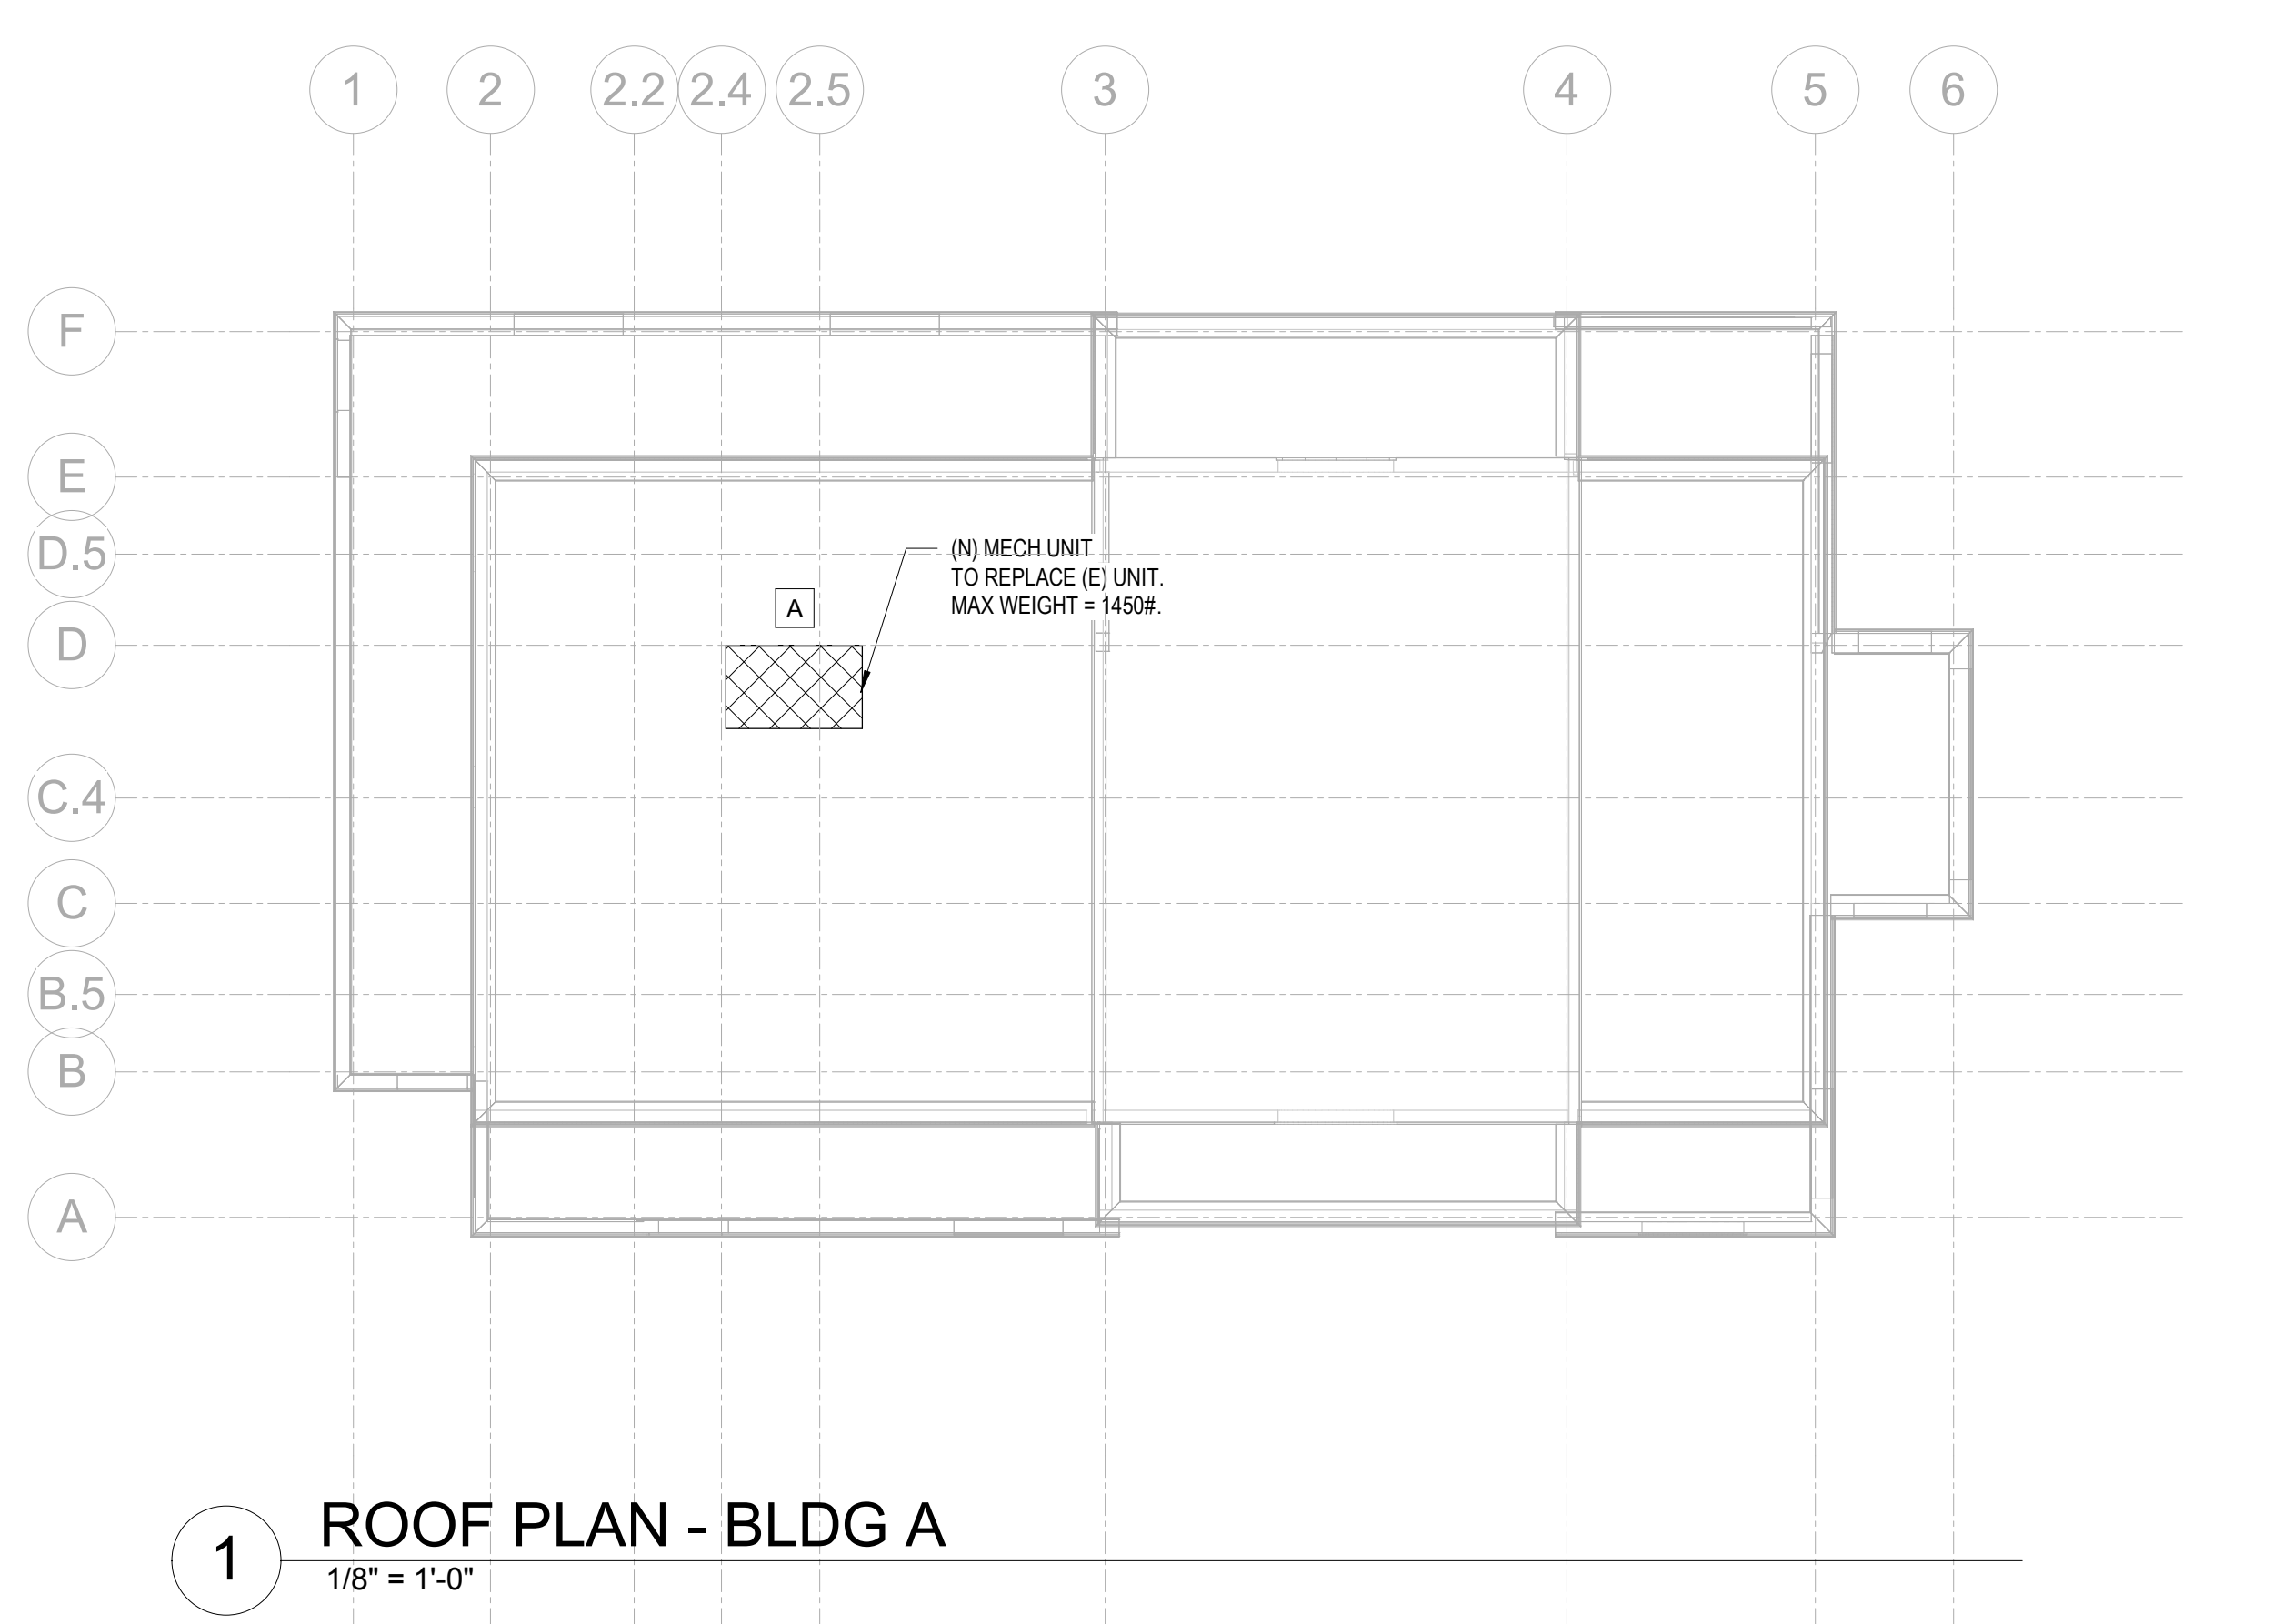 1
2
2.2
2.4
2.5
3
4
5
6
F
E
D.5
D
C.4
C
B.5
B
A
(N) MECH UNIT
TO REPLACE (E) UNIT.
MAX WEIGHT = 1450#.
A
1
ROOF PLAN - BLDG A
1/8" = 1'-0"